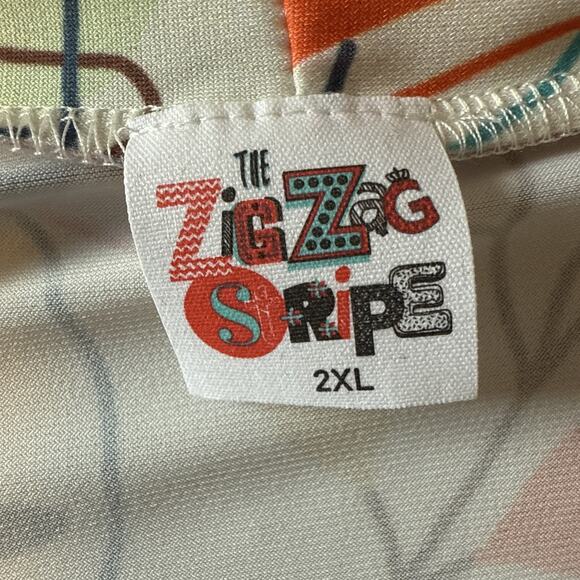 THE
ZiGZaG
STRiPE
2XL